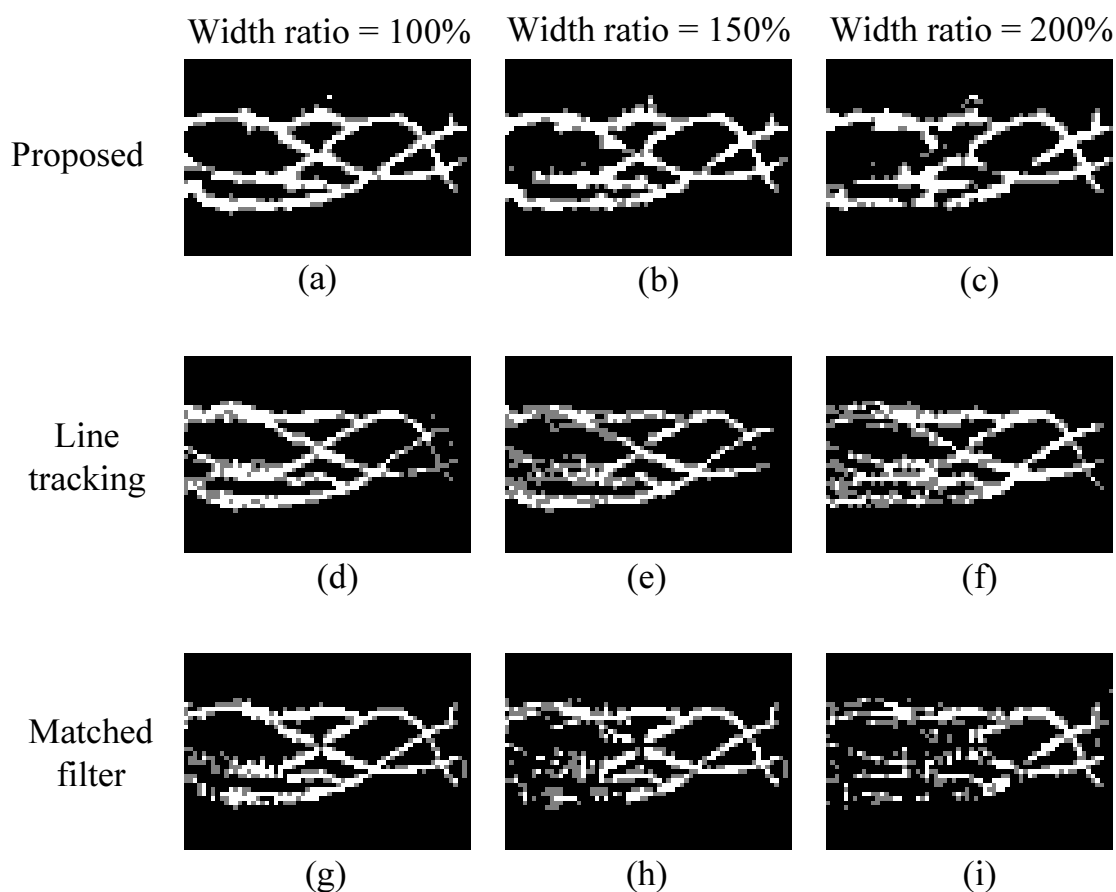 Width ratio = 100%
Width ratio = 150%
Width ratio = 200%
Proposed
(a)
(b)
(c)
Line
tracking
(d)
(e)
(f)
Matched
filter
(g)
(h)
(i)